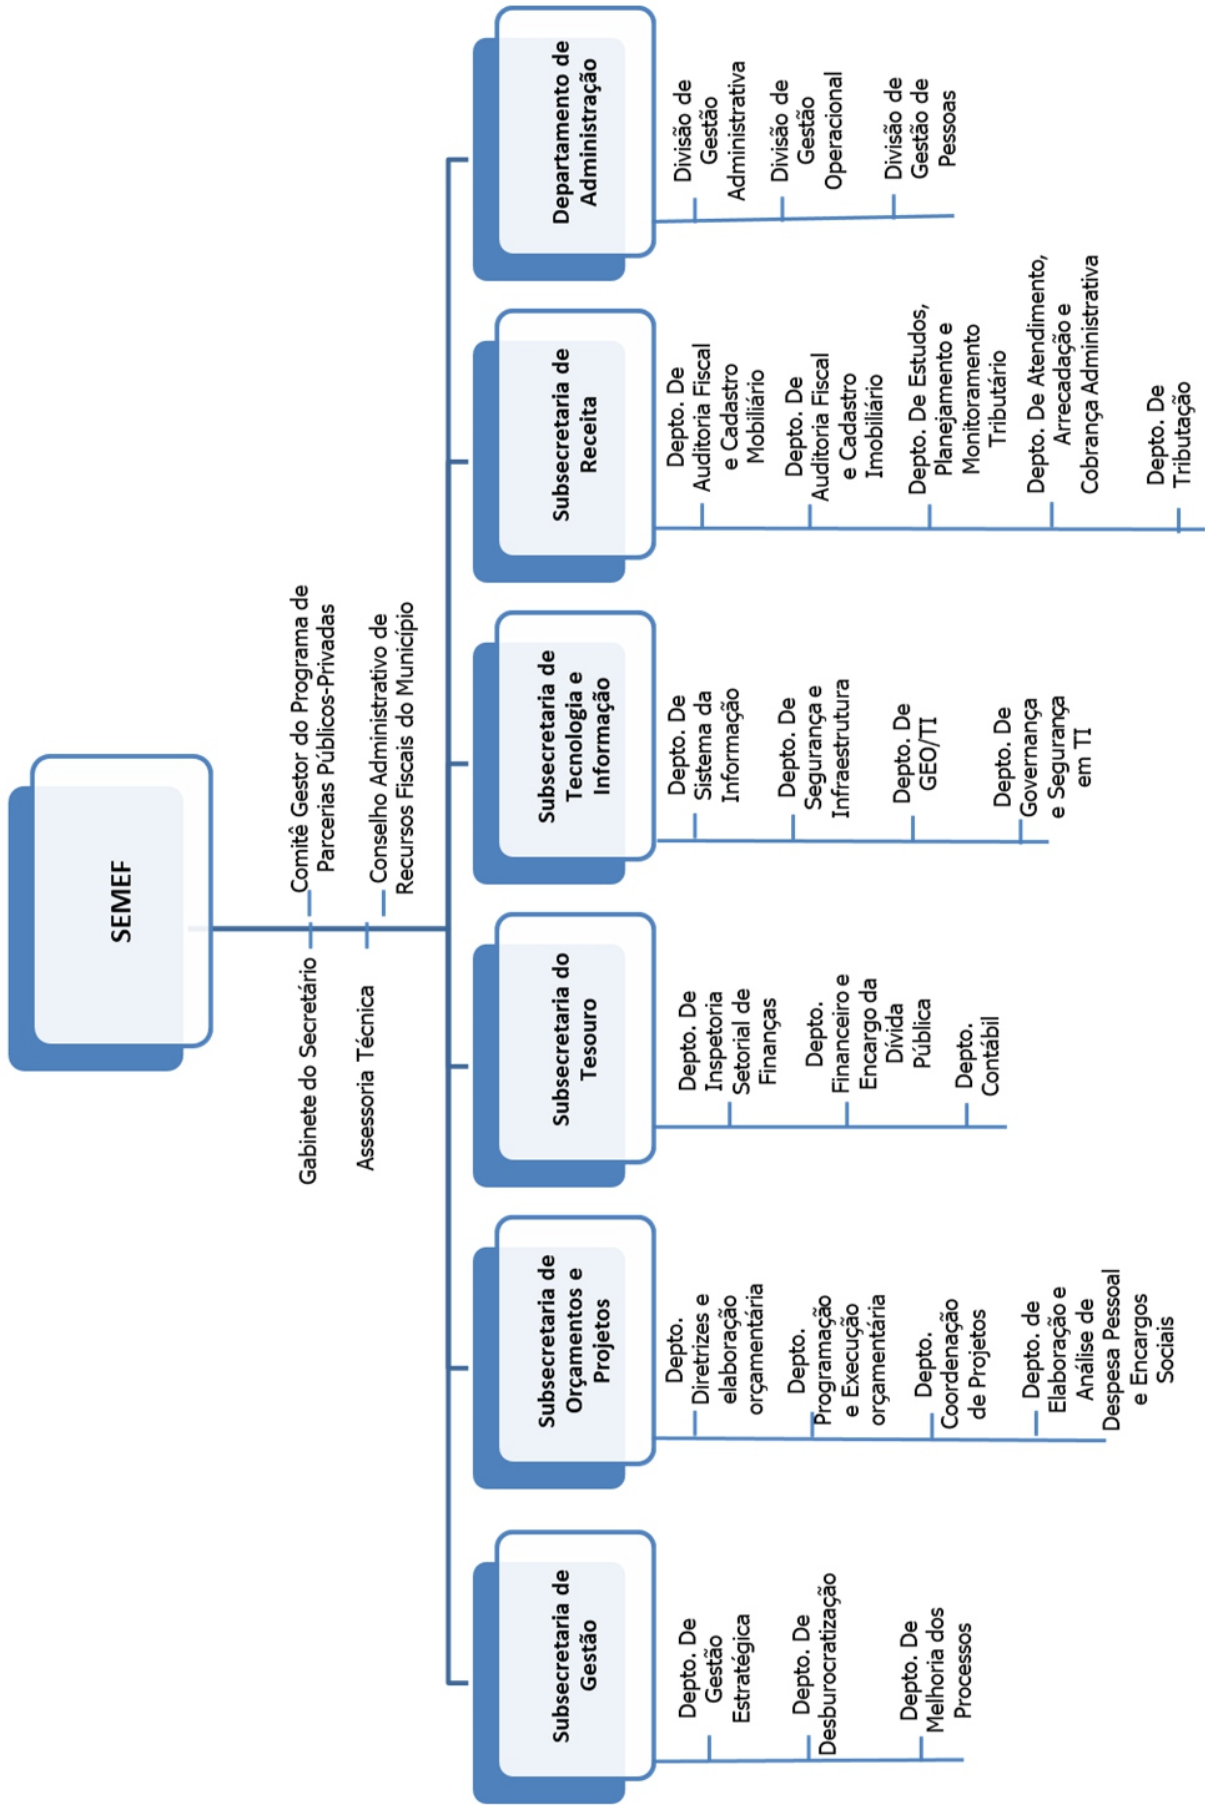 SEMEF
Gabinete do Secretário
Comitê Gestor do Programa de
Parcerias Públicos-Privadas
Assessoria Técnica
Conselho Administrativo de
Recursos Fiscais do Município
Subsecretaria de
Gestão
Depto. De
Gestão
Estratégica
Depto. De
Desburocratização
Depto. De
Melhoria dos
Processos
Subsecretaria de
Orçamentos e
Projetos
Depto.
Diretrizes e
elaboração
orçamentária
Depto.
Programação
e Execução
orçamentária
Depto.
Coordenação
de Projetos
Depto. de
Elaboração e
Análise de
Despesa Pessoal
e Encargos
Sociais
Subsecretaria do
Tesouro
Depto. De
Inspetoria
Setorial de
Finanças
Depto.
Financeiro e
Encargo da
Dívida
Pública
Depto.
Contábil
Subsecretaria de
Tecnologia e
Informação
Depto. De
Sistema da
Informação
Depto. De
Segurança e
Infraestrutura
Depto. De
GEO/TI
Depto. De
Governança
e Segurança
em TI
Subsecretaria de
Receita
Depto. De
Auditoria Fiscal
e Cadastro
Mobiliário
Depto. De
Auditoria Fiscal
e Cadastro
Imobiliário
Depto. De Estudos,
Planejamento e
Monitoramento
Tributário
Depto. De Atendimento,
Arrecadação e
Cobrança Administrativa
Depto. De
Tributação
Departamento de
Administração
Divisão de
Gestão
Administrativa
Divisão de
Gestão
Operacional
Divisão de
Gestão de
Pessoas